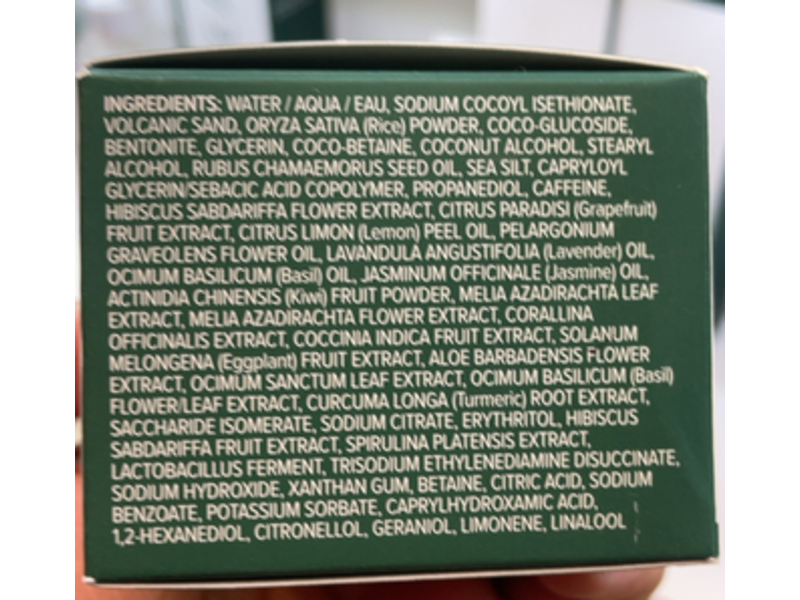 INGREDIENTS: WATER / AQUA / EAU, SODIUM COCOYL ISETHIONATE,
VOLCANIC SAND, ORYZA SATIVA (Rice) POWDER, COCO-GLUCOSIDE,
BENTONITE, GLYCERIN, COCO-BETAINE, COCONUT ALCOHOL, STEARYL
ALCOHOL, RUBUS CHAMAEMORUS SEED OIL, SEA SILT, CAPRYLOYL
GLYCERIN/SEBACIC ACID COPOLYMER, PROPANEDIOL, CAFFEINE,
HIBISCUS SABDARIFFA FLOWER EXTRACT, CITRUS PARADISI (Grapefruit)
FRUIT EXTRACT, CITRUS LIMON (Lemon) PEEL OIL, PELARGONIUM
GRAVEOLENS FLOWER OIL, LAVANDULA ANGUSTIFOLIA (Lavender) OIL,
OCIMUM BASILICUM (Basil) OIL, JASMINUM OFFICINALE (Jasmine) OIL,
ACTINIDIA CHINENSIS (Kiwi) FRUIT POWDER, MELIA AZADIRACHTA LEAF
EXTRACT, MELIA AZADIRACHTA FLOWER EXTRACT, CORALLINA
OFFICINALIS EXTRACT, COCCINIA INDICA FRUIT EXTRACT, SOLANUM
MELONGENA (Eggplant) FRUIT EXTRACT, ALOE BARBADENSIS FLOWER
EXTRACT, OCIMUM SANCTUM LEAF EXTRACT, OCIMUM BASILICUM (Basil)
FLOWER/LEAF EXTRACT, CURCUMA LONGA (Turmeric) ROOT EXTRACT,
SACCHARIDE ISOMERATE, SODIUM CITRATE, ERYTHRITOL, HIBISCUS
SABDARIFFA FRUIT EXTRACT, SPIRULINA PLATENSIS EXTRACT,
LACTOBACILLUS FERMENT, TRISODIUM ETHYLENEDIAMINE DISUCCINATE,
SODIUM HYDROXIDE, XANTHAN GUM, BETAINE, CITRIC ACID, SODIUM
BENZOATE, POTASSIUM SORBATE, CAPRYLHYDROXAMIC ACID,
1,2-HEXANEDIOL, CITRONELLOL, GERANIOL, LIMONENE, LINALOOL